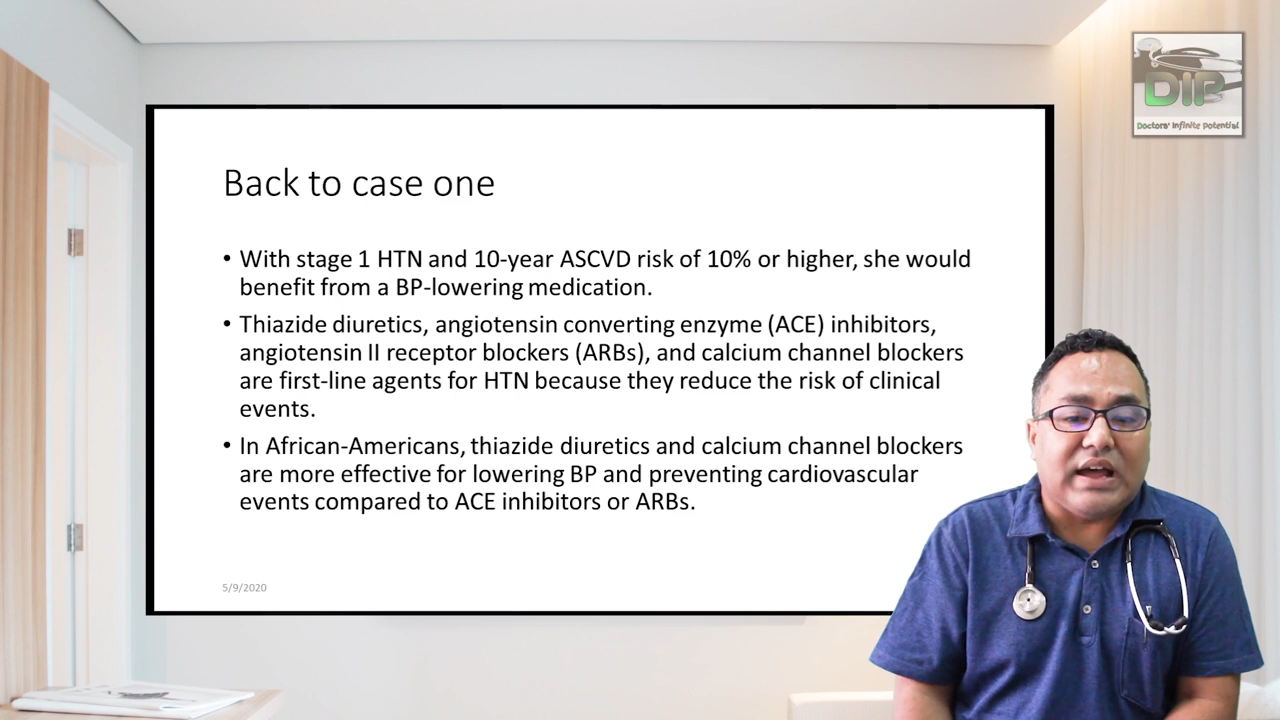 DIP
Doctors' Infinite Potential
Back to case one
• With stage 1 HTN and 10-year ASCVD risk of 10% or higher, she would
benefit from a BP-lowering medication.
• Thiazide diuretics, angiotensin converting enzyme (ACE) inhibitors,
angiotensin II receptor blockers (ARBs), and calcium channel blockers
are first-line agents for HTN because they reduce the risk of clinical
events.
• In African-Americans, thiazide diuretics and calcium channel blockers
are more effective for lowering BP and preventing cardiovascular
events compared to ACE inhibitors or ARBs.
5/9/2020